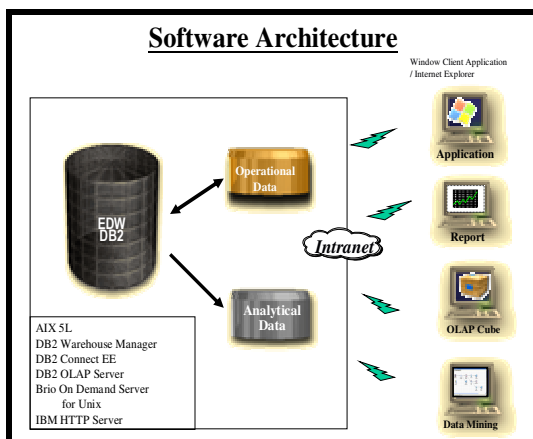 Software Architecture
Window Client Application
/ Internet Explorer
Application
Operational
Data
EDW
DB2
Report
Intranet
Analytical
Data
OLAP Cube
AIX 5L
DB2 Warehouse Manager
DB2 Connect EE
DB2 OLAP Server
Brio On Demand Server
for Unix
IBM HTTP Server
Data Mining